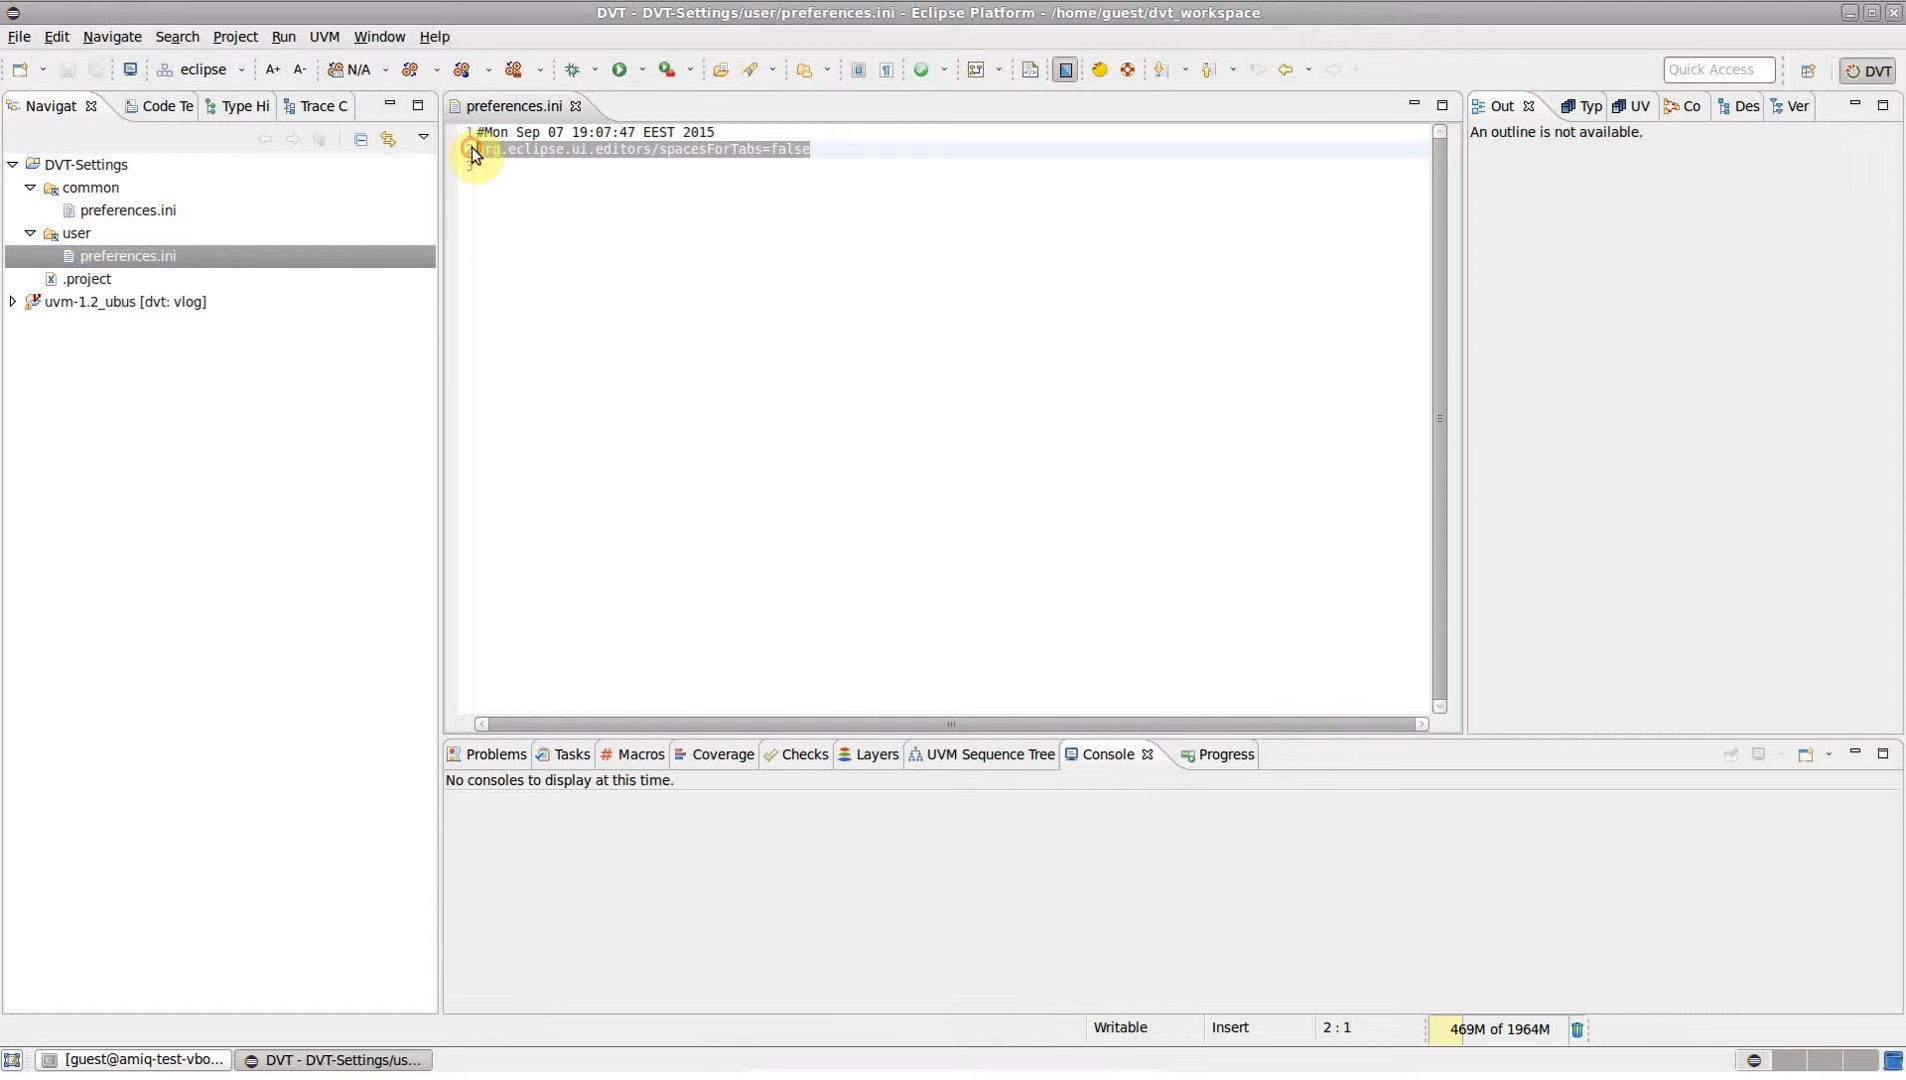 DVT - DVT-Settings/user/preferences.ini - Eclipse Platform - /home/guest/dvt_workspace
File Edit Navigate Search Project Run UVM Window Help
eclipse A+ A- N/A Quick Access DVT
Navigat Code Te Type Hi Trace C
DVT-Settings
common
preferences.ini
user
preferences.ini
.project
uvm-1.2_ubus [dvt: vlog]
preferences.ini
1 #Mon Sep 07 19:07:47 EEST 2015
2 org.eclipse.ui.editors/spacesForTabs=false
3
Out Typ UV Co Des Ver
An outline is not available.
Problems Tasks Macros Coverage Checks Layers UVM Sequence Tree Console Progress
No consoles to display at this time.
Writable Insert 2 : 1 469M of 1964M
[guest@amiq-test-vbo... DVT - DVT-Settings/us...